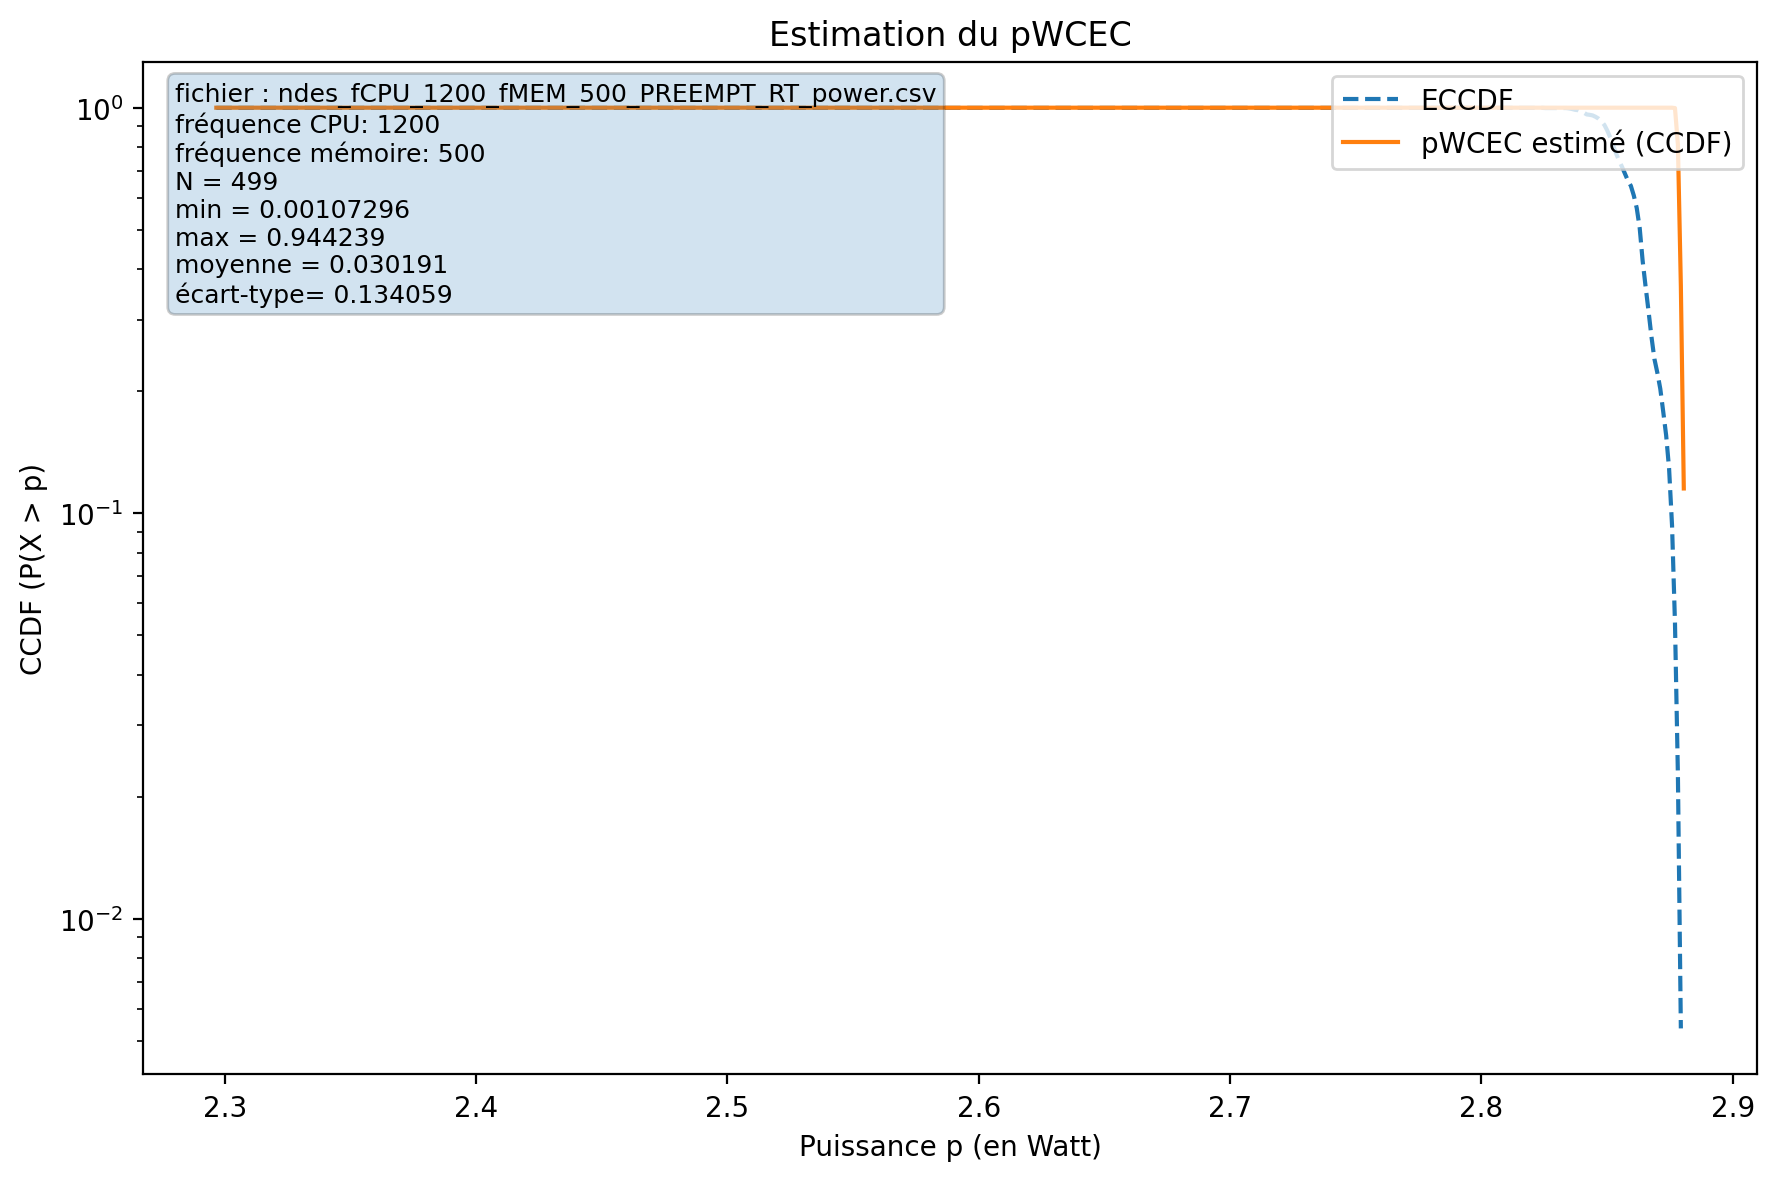 Estimation du pWCEC
fichier : ndes_fCPU_1200_fMEM_500_PREEMPT_RT_power.csv
fréquence CPU: 1200
fréquence mémoire: 500
N = 499
min = 0.00107296
max = 0.944239
moyenne = 0.030191
écart-type= 0.134059
ECCDF
pWCEC estimé (CCDF)
CCDF (P(X > p)
10⁰
10⁻¹
10⁻²
2.3 2.4 2.5 2.6 2.7 2.8 2.9
Puissance p (en Watt)